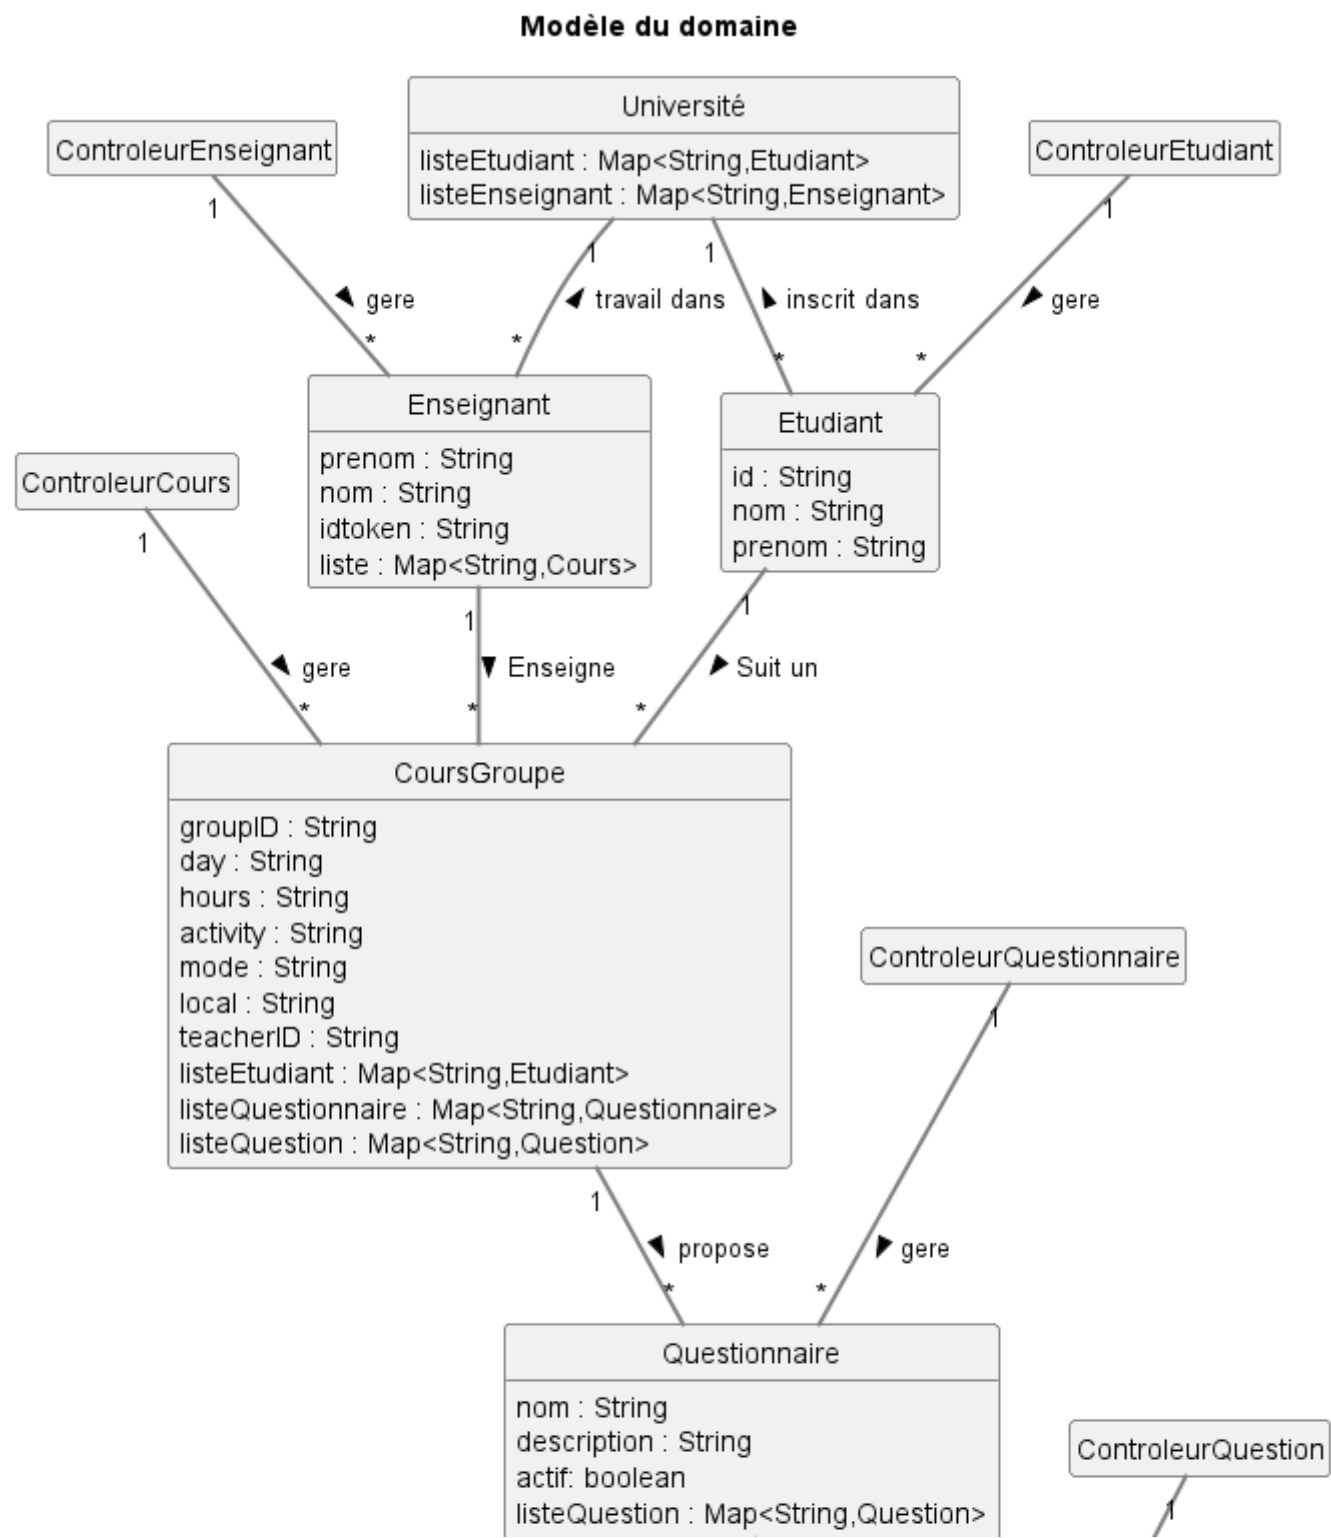 Modèle du domaine
Université
listeEtudiant : Map<String,Etudiant>
listeEnseignant : Map<String,Enseignant>
ControleurEnseignant
ControleurEtudiant
1
1
1
1
gere
travail dans
inscrit dans
gere
*
*
*
*
Enseignant
prenom : String
nom : String
idtoken : String
liste : Map<String,Cours>
Etudiant
id : String
nom : String
prenom : String
ControleurCours
1
1
1
gere
Enseigne
Suit un
*
*
*
CoursGroupe
groupID : String
day : String
hours : String
activity : String
mode : String
local : String
teacherID : String
listeEtudiant : Map<String,Etudiant>
listeQuestionnaire : Map<String,Questionnaire>
listeQuestion : Map<String,Question>
ControleurQuestionnaire
1
1
propose
gere
*
*
Questionnaire
nom : String
description : String
actif: boolean
listeQuestion : Map<String,Question>
ControleurQuestion
1